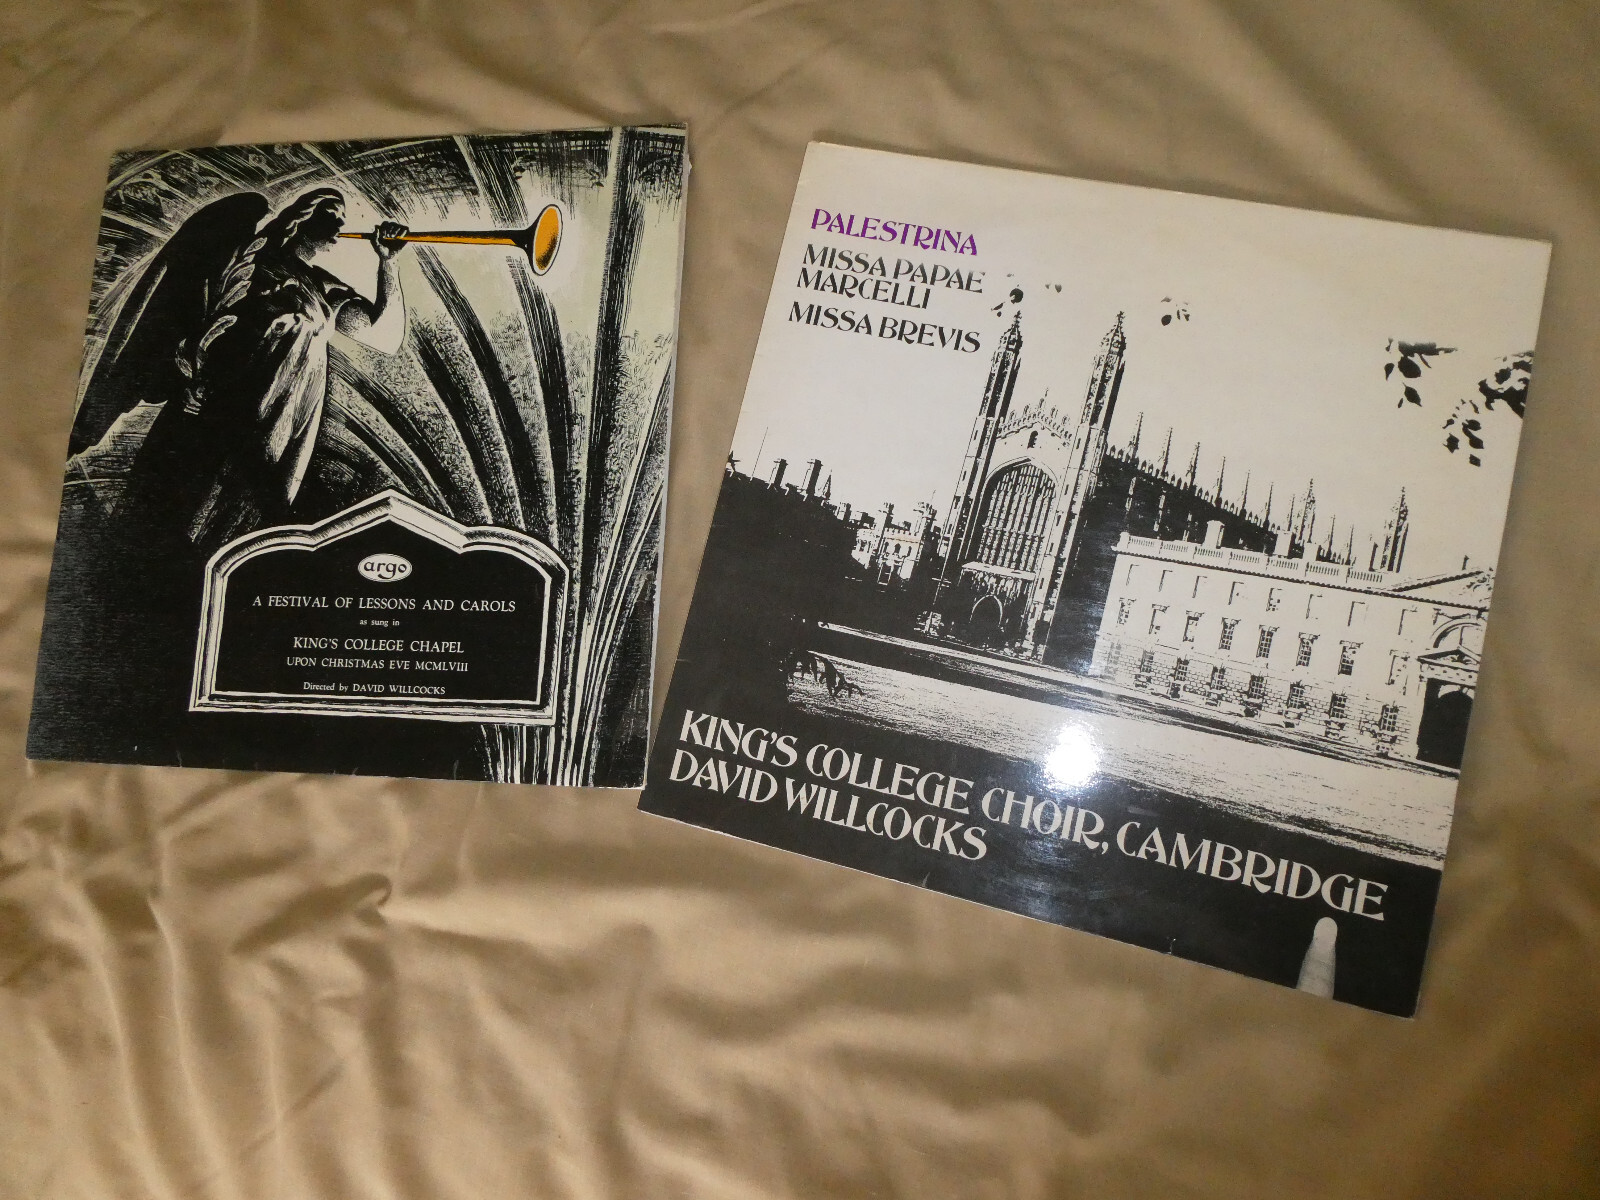 argo
A FESTIVAL OF LESSONS AND CAROLS
as sung in
KING'S COLLEGE CHAPEL
UPON CHRISTMAS EVE MCMLVIII
Directed by DAVID WILLCOCKS
PALESTRINA
MISSA PAPAE
MARCELLI
MISSA BREVIS
KING'S COLLEGE CHOIR, CAMBRIDGE
DAVID WILLCOCKS